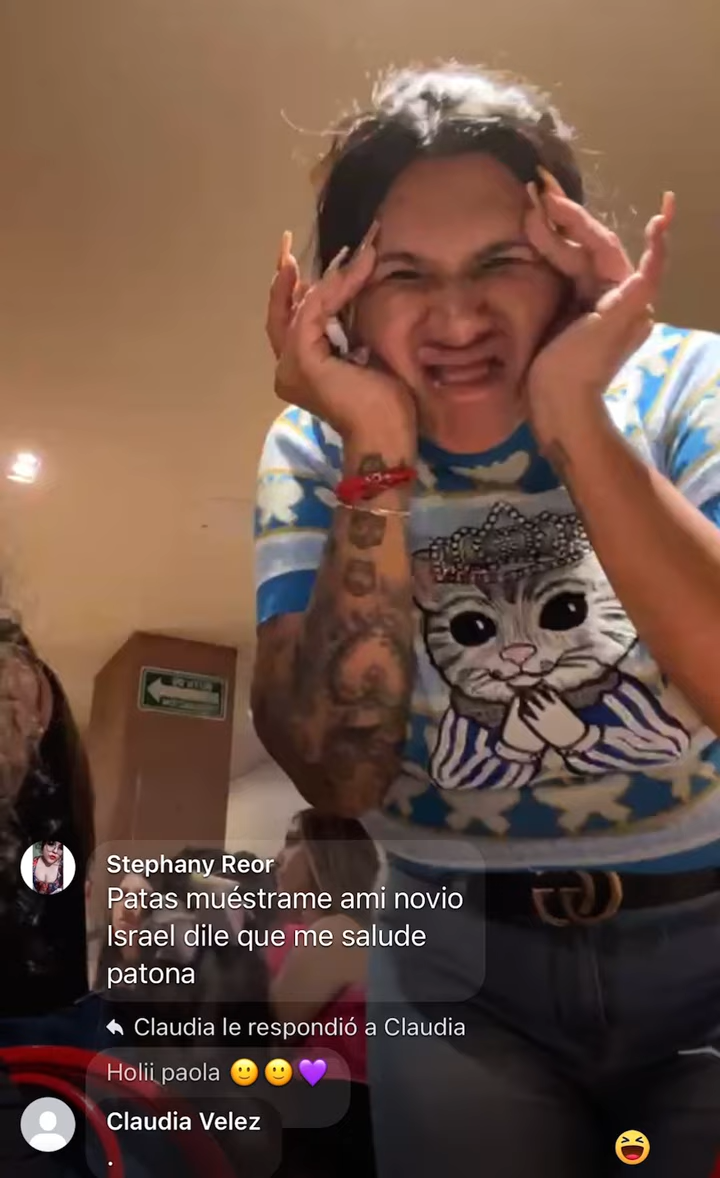 Stephany Reor
Patas muéstrame ami novio
Israel dile que me salude
patona
Claudia le respondió a Claudia
Holii paola 🙂🙂💜
Claudia Velez
.